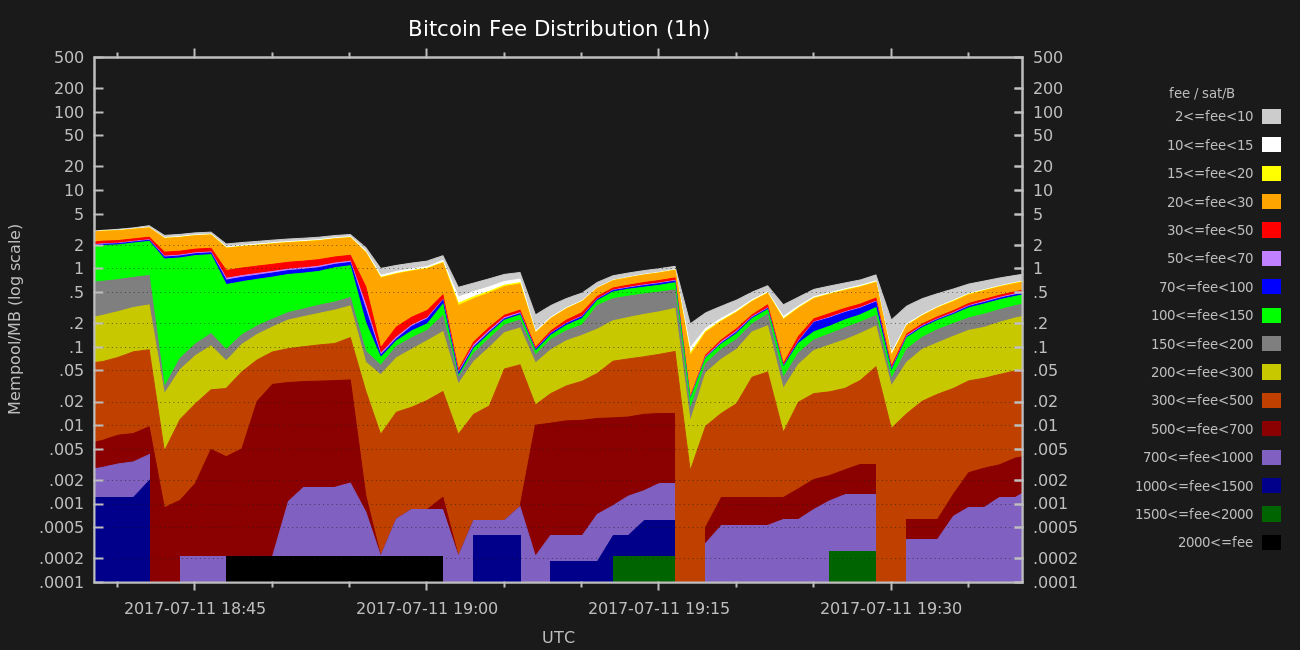 Bitcoin Fee Distribution (1h)
Mempool/MB (log scale)
500
200
100
50
20
10
5
2
1
.5
.2
.1
.05
.02
.01
.005
.002
.001
.0005
.0002
.0001
500
200
100
50
20
10
5
2
1
.5
.2
.1
.05
.02
.01
.005
.002
.001
.0005
.0002
.0001
2017-07-11 18:45
2017-07-11 19:00
2017-07-11 19:15
2017-07-11 19:30
UTC
fee / sat/B
2<=fee<10
10<=fee<15
15<=fee<20
20<=fee<30
30<=fee<50
50<=fee<70
70<=fee<100
100<=fee<150
150<=fee<200
200<=fee<300
300<=fee<500
500<=fee<700
700<=fee<1000
1000<=fee<1500
1500<=fee<2000
2000<=fee